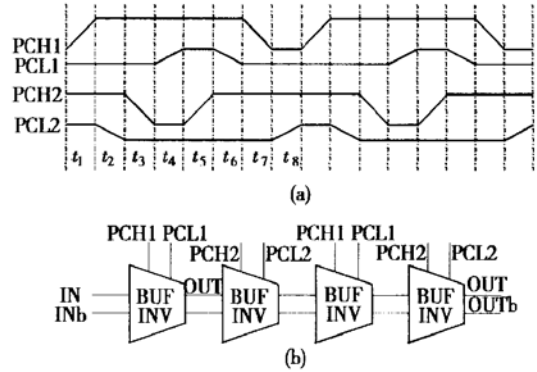 PCH1
PCL1
PCH2
PCL2
t1 t2 t3 t4 t5 t6 t7 t8
(a)
PCH1 PCL1 PCH2 PCL2 PCH1 PCL1 PCH2 PCL2
IN BUF OUT BUF BUF BUF OUT
INb INV INV INV INV OUTb
(b)